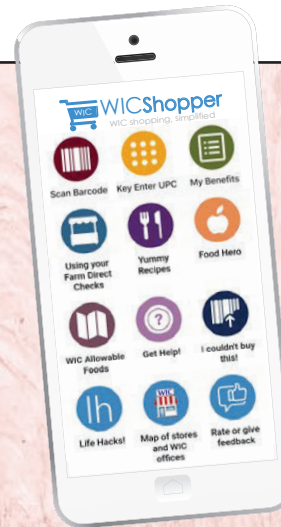 WIC WICShopper
WIC shopping, simplified
Scan Barcode Key Enter UPC My Benefits
Using your
Farm Direct
Checks
Yummy
Recipes
Food Hero
WIC Allowable
Foods
Get Help!
I couldn't buy
this!
lh
Life Hacks!
WIC
Map of stores
and WIC
offices
Rate or give
feedback